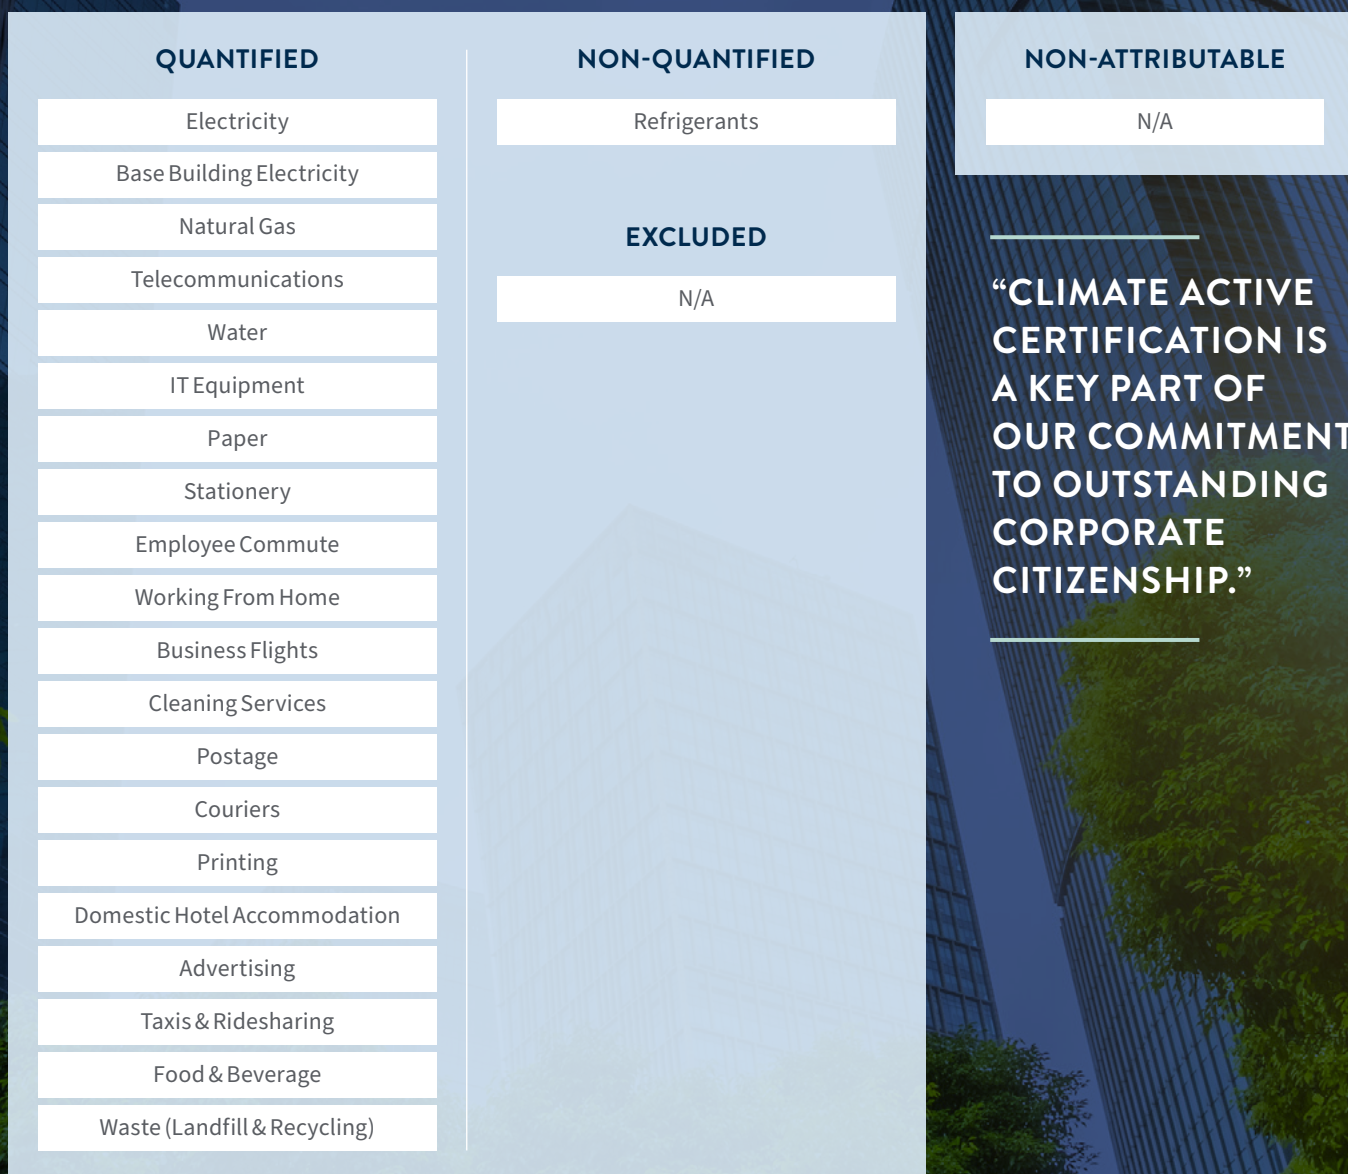 QUANTIFIED
Electricity
Base Building Electricity
Natural Gas
Telecommunications
Water
IT Equipment
Paper
Stationery
Employee Commute
Working From Home
Business Flights
Cleaning Services
Postage
Couriers
Printing
Domestic Hotel Accommodation
Advertising
Taxis & Ridesharing
Food & Beverage
Waste (Landfill & Recycling)
NON-QUANTIFIED
Refrigerants
EXCLUDED
N/A
NON-ATTRIBUTABLE
N/A
“CLIMATE ACTIVE
CERTIFICATION IS
A KEY PART OF
OUR COMMITMENT
TO OUTSTANDING
CORPORATE
CITIZENSHIP.”